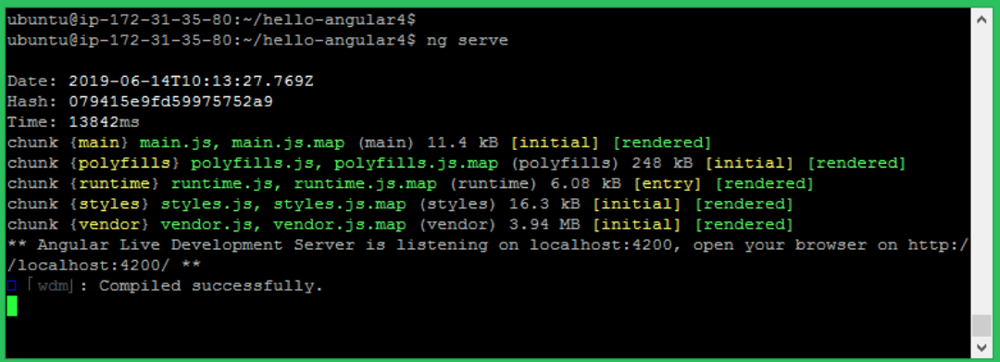 ubuntu@ip-172-31-35-80:~/hello-angular4$
ubuntu@ip-172-31-35-80:~/hello-angular4$ ng serve
Date: 2019-06-14T10:13:27.769Z
Hash: 079415e9fd59975752a9
Time: 13842ms
chunk {main} main.js, main.js.map (main) 11.4 kB [initial] [rendered]
chunk {polyfills} polyfills.js, polyfills.js.map (polyfills) 248 kB [initial] [rendered]
chunk {runtime} runtime.js, runtime.js.map (runtime) 6.08 kB [entry] [rendered]
chunk {styles} styles.js, styles.js.map (styles) 16.3 kB [initial] [rendered]
chunk {vendor} vendor.js, vendor.js.map (vendor) 3.94 MB [initial] [rendered]
** Angular Live Development Server is listening on localhost:4200, open your browser on http:/
/localhost:4200/ **
「wdm」: Compiled successfully.